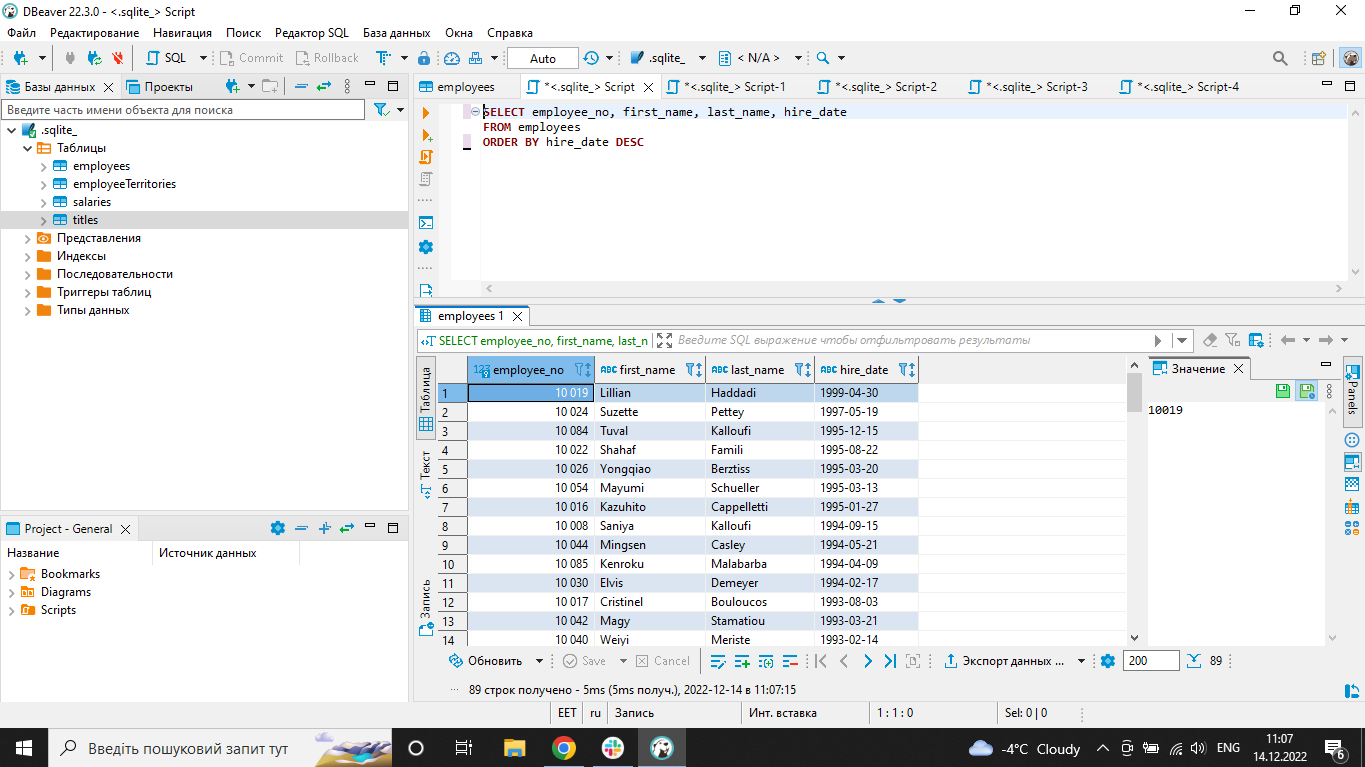 DBeaver 22.3.0 - <.sqlite_> Script
Файл Редактирование Навигация Поиск Редактор SQL База данных Окна Справка
SQL Commit Rollback Auto .sqlite_ < N/A >
Базы данных Проекты
Введите часть имени объекта для поиска
.sqlite_
Таблицы
employees
employeeTerritories
salaries
titles
Представления
Индексы
Последовательности
Триггеры таблиц
Типы данных
Project - General
Название Источник данных
Bookmarks
Diagrams
Scripts
employees *<.sqlite_> Script *<.sqlite_> Script-1 *<.sqlite_> Script-2 *<.sqlite_> Script-3 *<.sqlite_> Script-4
SELECT employee_no, first_name, last_name, hire_date
FROM employees
ORDER BY hire_date DESC
employees 1
SELECT employee_no, first_name, last_n Введите SQL выражение чтобы отфильтровать результаты
Таблица
Текст
Запись
123 employee_no ABC first_name ABC last_name ABC hire_date
1 10 019 Lillian Haddadi 1999-04-30
2 10 024 Suzette Pettey 1997-05-19
3 10 084 Tuval Kalloufi 1995-12-15
4 10 022 Shahaf Famili 1995-08-22
5 10 026 Yongqiao Berztiss 1995-03-20
6 10 054 Mayumi Schueller 1995-03-13
7 10 016 Kazuhito Cappelletti 1995-01-27
8 10 008 Saniya Kalloufi 1994-09-15
9 10 044 Mingsen Casley 1994-05-21
10 10 085 Kenroku Malabarba 1994-04-09
11 10 030 Elvis Demeyer 1994-02-17
12 10 017 Cristinel Bouloucos 1993-08-03
13 10 042 Magy Stamatiou 1993-03-21
14 10 040 Weiyi Meriste 1993-02-14
Значение
10019
Panels
Обновить Save Cancel Экспорт данных ... 200 89
89 строк получено - 5ms (5ms получ.), 2022-12-14 в 11:07:15
EET ru Запись Инт. вставка 1 : 1 : 0 Sel: 0 | 0
Введіть пошуковий запит тут
-4°C Cloudy ENG
11:07
14.12.2022
6